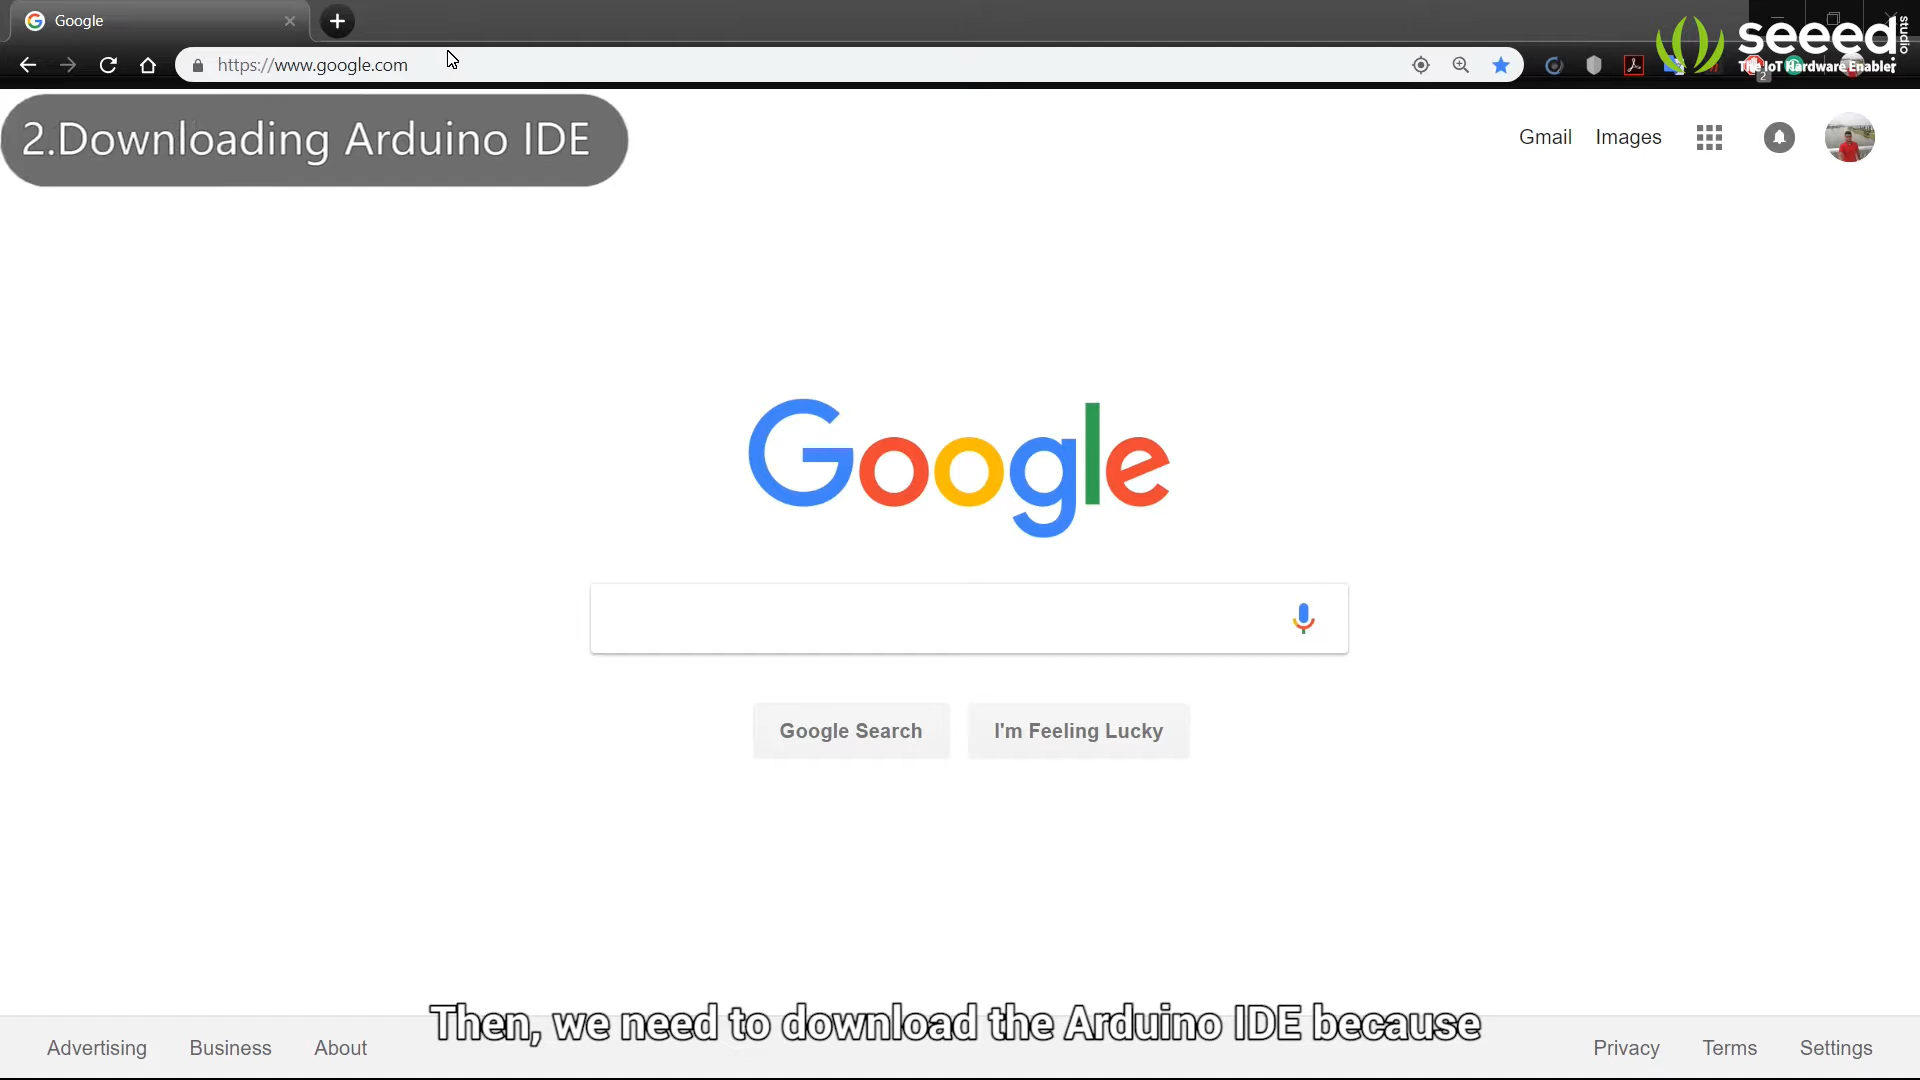 Google
seeed
studio
The IoT Hardware Enabler
https://www.google.com
2
2.Downloading Arduino IDE
Gmail Images
Google
Google Search I'm Feeling Lucky
Then, we need to download the Arduino IDE because
Advertising Business About Privacy Terms Settings